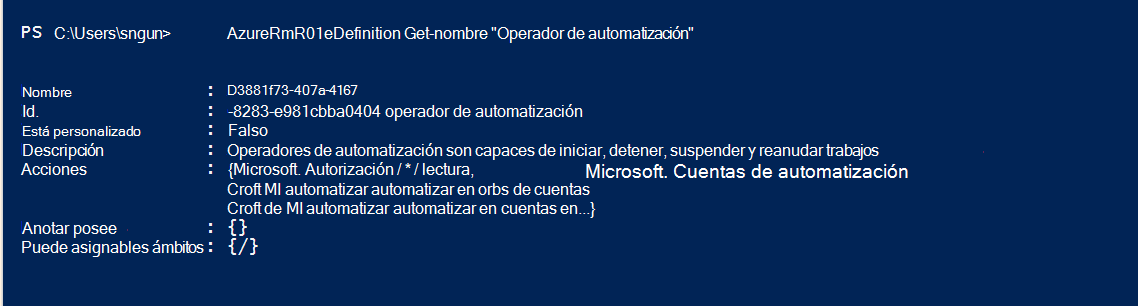 PS C:\Users\sngun> AzureRmR01eDefinition Get-nombre "Operador de automatización"
Nombre : D3881f73-407a-4167
Id. : -8283-e981cbba0404 operador de automatización
Está personalizado : Falso
Descripción : Operadores de automatización son capaces de iniciar, detener, suspender y reanudar trabajos
Acciones : {Microsoft. Autorización / * / lectura, Microsoft. Cuentas de automatización
Croft MI automatizar automatizar en orbs de cuentas
Croft de MI automatizar automatizar en cuentas en...}
Anotar posee : {}
Puede asignables ámbitos : {/}